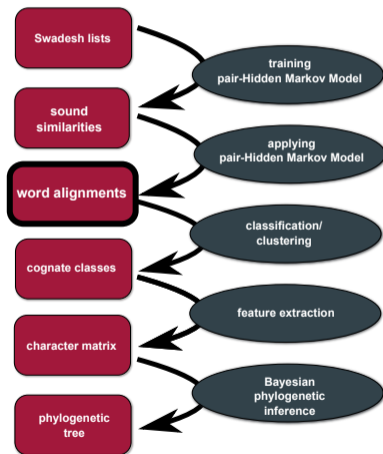 Swadesh lists
training
pair-Hidden Markov Model
sound
similarities
applying
pair-Hidden Markov Model
word alignments
classification/
clustering
cognate classes
feature extraction
character matrix
Bayesian
phylogenetic
inference
phylogenetic
tree